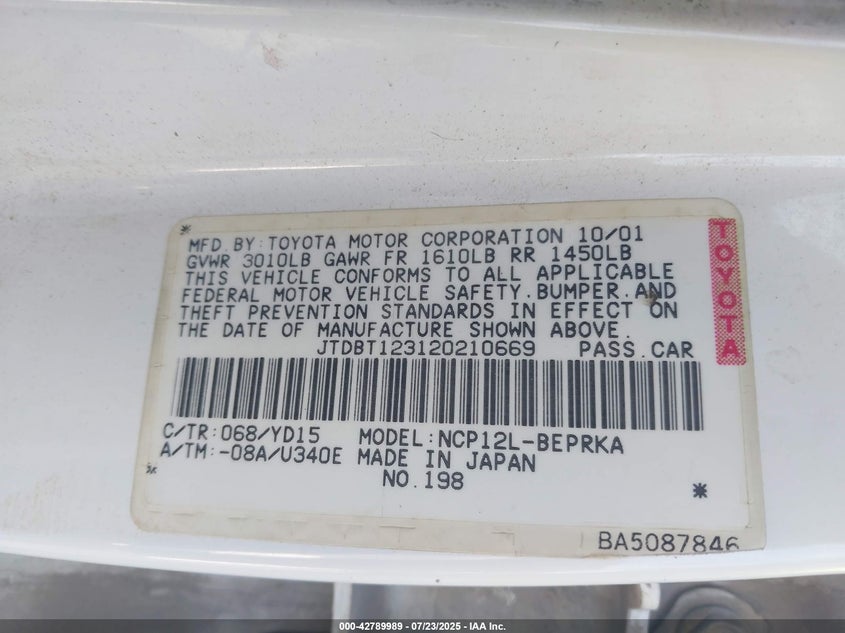 MFD. BY: TOYOTA MOTOR CORPORATION 10/01
GVWR 3010LB GAWR FR 1610LB RR 1450LB
THIS VEHICLE CONFORMS TO ALL APPLICABLE
FEDERAL MOTOR VEHICLE SAFETY, BUMPER, AND
THEFT PREVENTION STANDARDS IN EFFECT ON
THE DATE OF MANUFACTURE SHOWN ABOVE.
JTDBT123120210669 PASS. CAR
C/TR: 068/YD15 MODEL: NCP12L-BEPRKA
A/TM: -08A/U340E MADE IN JAPAN
NO. 198
BA5087846
TOYOTA
000-42789989 - 07/23/2025 - IAA Inc.